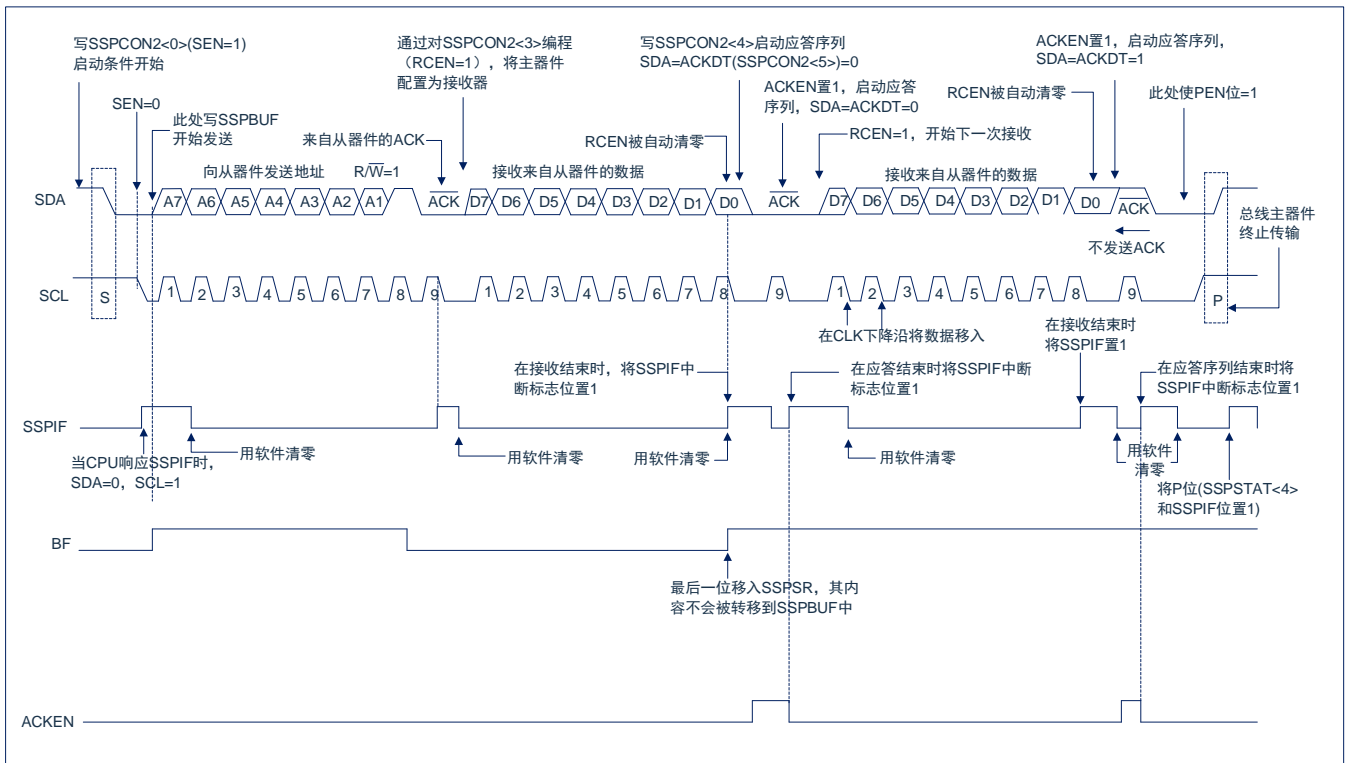 写SSPCON2<0>(SEN=1)
启动条件开始
SEN=0
此处写SSPBUF
开始发送
通过对SSPCON2<3>编程
（RCEN=1），将主器件
配置为接收器
来自从器件的ACK
写SSPCON2<4>启动应答序列
SDA=ACKDT(SSPCON2<5>)=0
ACKEN置1，启动应答
序列，SDA=ACKDT=0
RCEN被自动清零
RCEN=1，开始下一次接收
ACKEN置1，启动应答序列，
SDA=ACKDT=1
RCEN被自动清零
此处使PEN位=1
向从器件发送地址
R/W=1
接收来自从器件的数据
接收来自从器件的数据
SDA
A7 A6 A5 A4 A3 A2 A1 ACK D7 D6 D5 D4 D3 D2 D1 D0 ACK D7 D6 D5 D4 D3 D2 D1 D0 ACK
不发送ACK
总线主器件
终止传输
SCL
S 1 2 3 4 5 6 7 8 9 1 2 3 4 5 6 7 8 9 1 2 3 4 5 6 7 8 9 P
在CLK下降沿将数据移入
在接收结束时，将SSPIF中
断标志位置1
在应答结束时将SSPIF中断
标志位置1
在接收结束时
将SSPIF置1
在应答序列结束时将
SSPIF中断标志位置1
SSPIF
当CPU响应SSPIF时，
SDA=0，SCL=1
用软件清零
用软件清零
用软件清零
用软件清零
用软件
清零
将P位(SSPSTAT<4>
和SSPIF位置1)
BF
最后一位移入SSPSR，其内
容不会被转移到SSPBUF中
ACKEN